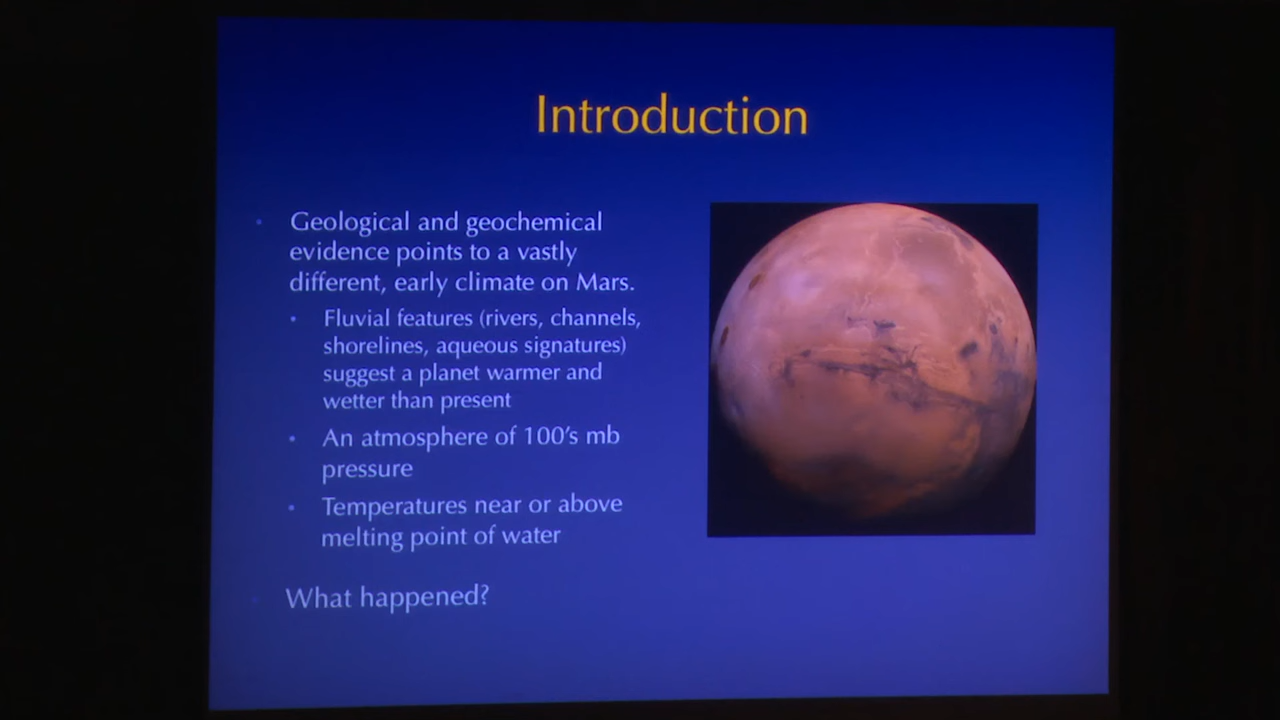 Introduction
Geological and geochemical
evidence points to a vastly
different, early climate on Mars.
Fluvial features (rivers, channels,
shorelines, aqueous signatures)
suggest a planet warmer and
wetter than present
An atmosphere of 100's mb
pressure
Temperatures near or above
melting point of water
What happened?